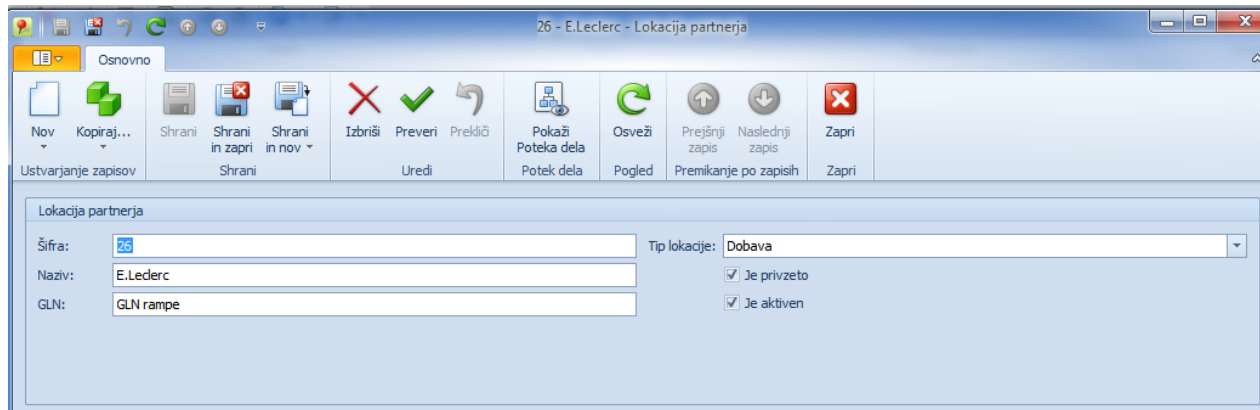 26 - E.Leclerc - Lokacija partnerja
Osnovno
Nov
Kopiraj...
Shrani
Shrani in zapri
Shrani in nov
Izbriši
Preveri
Prekliči
Pokaži Poteka dela
Osveži
Prejšnji zapis
Naslednji zapis
Zapri
Ustvarjanje zapisov
Shrani
Uredi
Potek dela
Pogled
Premikanje po zapisih
Zapri
Lokacija partnerja
Šifra: 26
Tip lokacije: Dobava
Naziv: E.Leclerc
Je privzeto
GLN: GLN rampe
Je aktiven